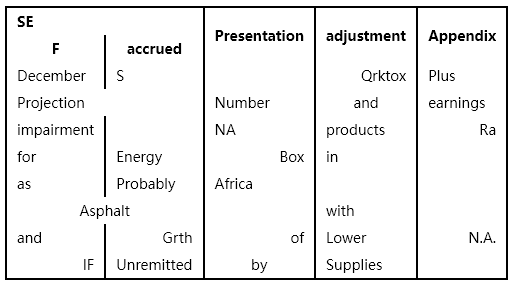 SE
F accrued Presentation adjustment Appendix
December S Qrktox Plus
Projection Number and earnings
impairment NA products Ra
for Energy Box in
as Probably Africa
Asphalt with
and Grth of Lower N.A.
IF Unremitted by Supplies